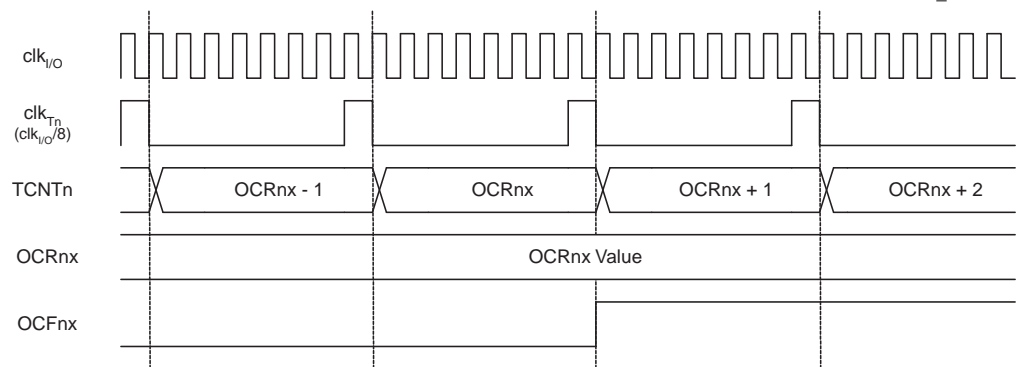 clkI/O
clkTn
(clkI/O/8)
TCNTn OCRnx - 1 OCRnx OCRnx + 1 OCRnx + 2
OCRnx OCRnx Value
OCFnx